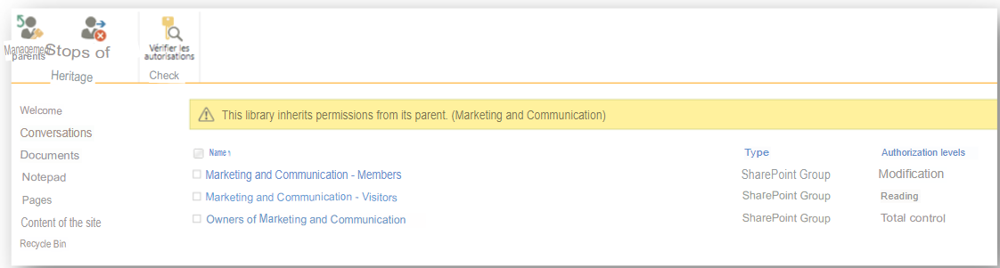 Management
parents
Stops of
Heritage
Vérifier les
autorisations
Check
Welcome
Conversations
Documents
Notepad
Pages
Content of the site
Recycle Bin
This library inherits permissions from its parent. (Marketing and Communication)
Name Type Authorization levels
Marketing and Communication - Members SharePoint Group Modification
Marketing and Communication - Visitors SharePoint Group Reading
Owners of Marketing and Communication SharePoint Group Total control